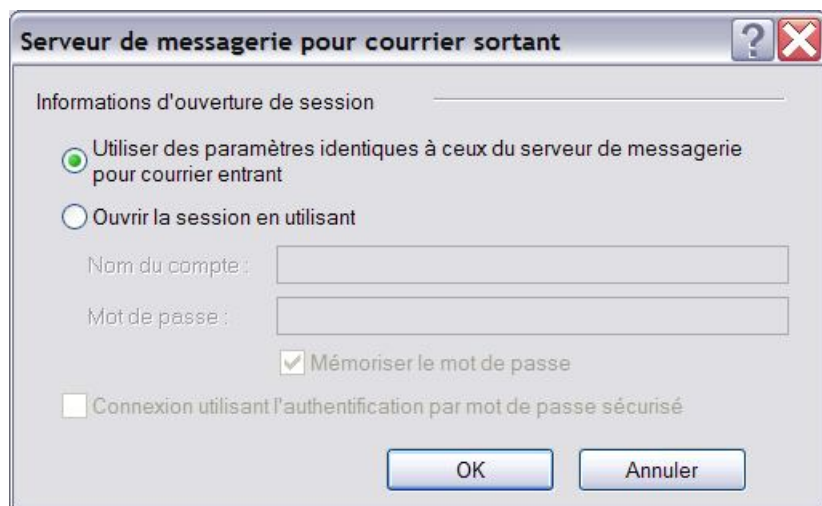 Serveur de messagerie pour courrier sortant
Informations d'ouverture de session
Utiliser des paramètres identiques à ceux du serveur de messagerie
pour courrier entrant
Ouvrir la session en utilisant
Nom du compte :
Mot de passe :
Mémoriser le mot de passe
Connexion utilisant l'authentification par mot de passe sécurisé
OK
Annuler